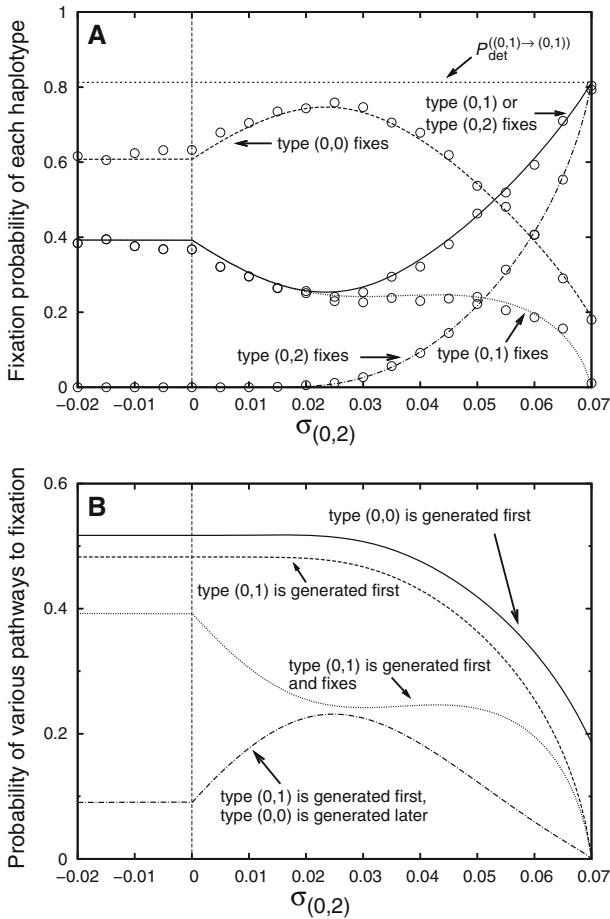 A
Fixation probability of each haplotype
1
0.8
0.6
0.4
0.2
0
P_det^((0,1)→(0,1))
type (0,1) or
type (0,2) fixes
type (0,0) fixes
type (0,2) fixes
type (0,1) fixes
−0.02 −0.01 0 0.01 0.02 0.03 0.04 0.05 0.06 0.07
σ(0,2)
B
Probability of various pathways to fixation
0.6
0.4
0.2
0
type (0,0) is generated first
type (0,1) is generated first
type (0,1) is generated first
and fixes
type (0,1) is generated first,
type (0,0) is generated later
−0.02 −0.01 0 0.01 0.02 0.03 0.04 0.05 0.06 0.07
σ(0,2)